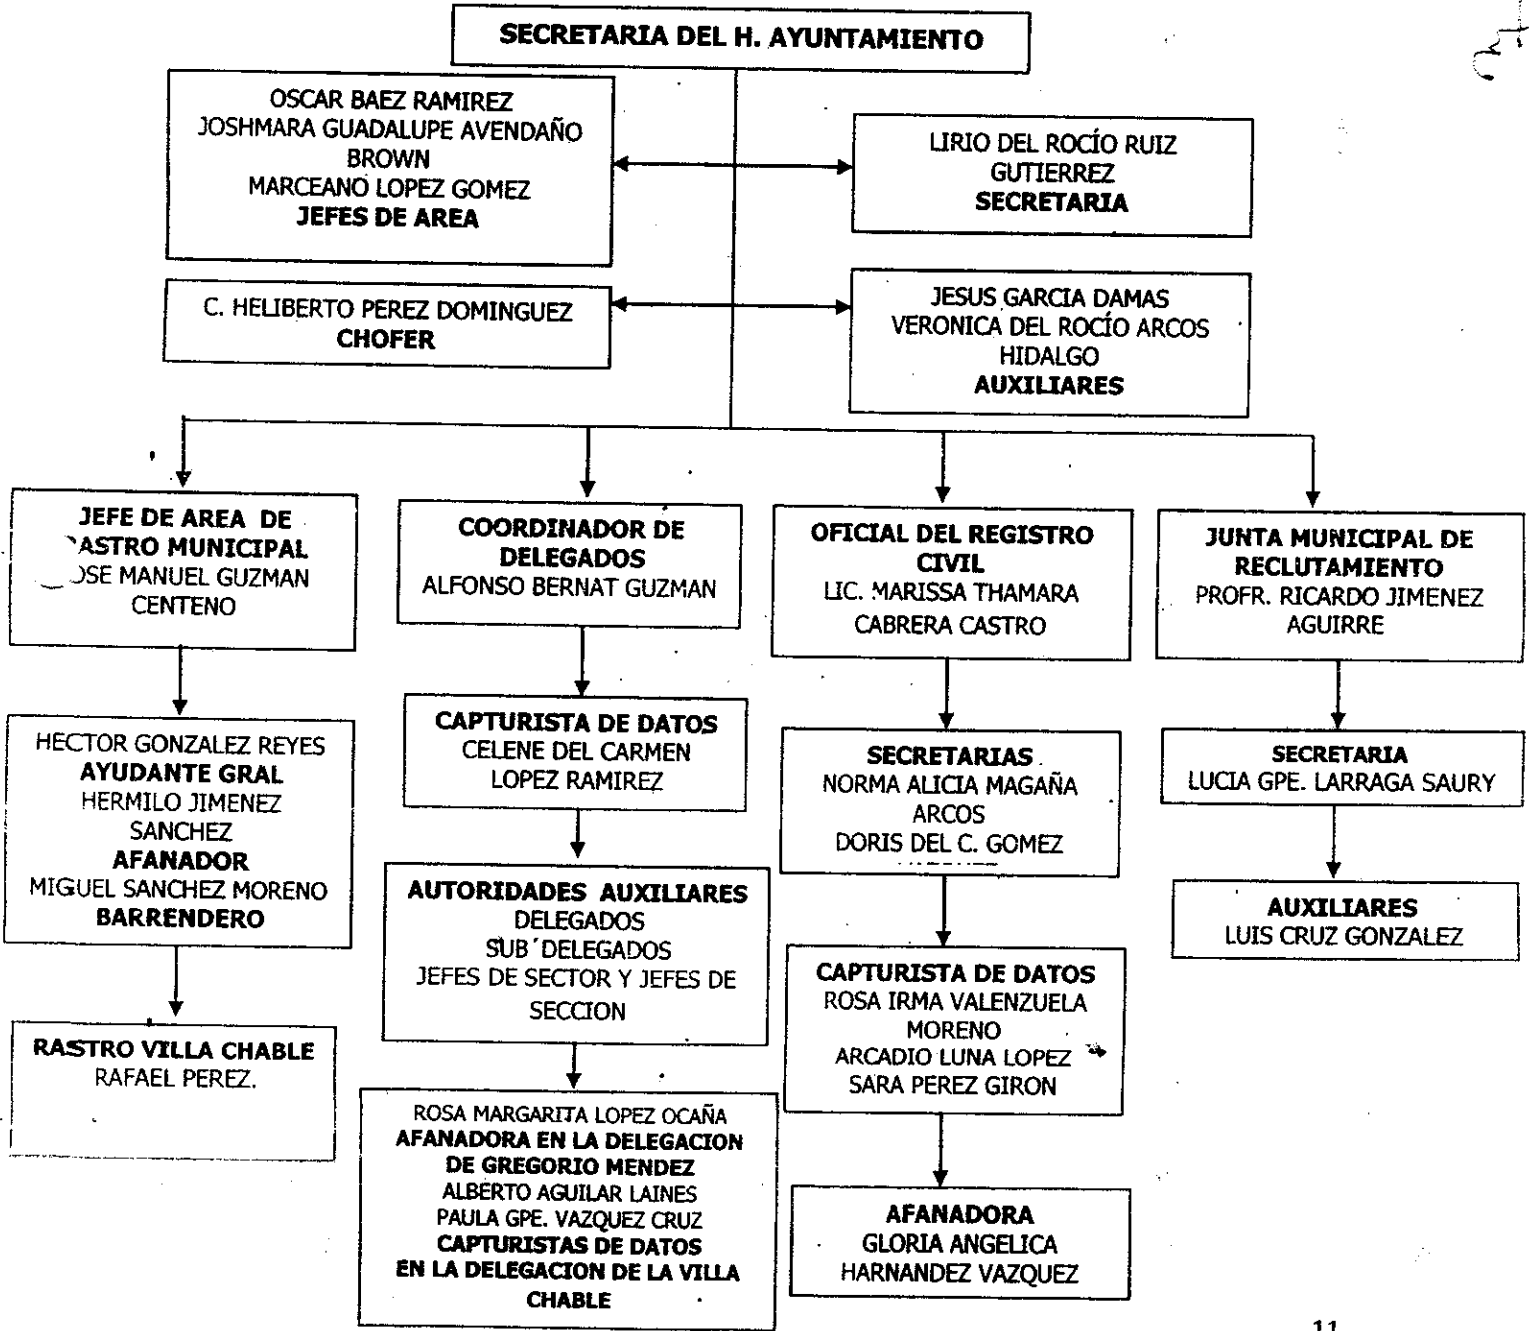 SECRETARIA DEL H. AYUNTAMIENTO
OSCAR BAEZ RAMIREZ
JOSHMARA GUADALUPE AVENDAÑO
BROWN
MARCEANO LOPEZ GOMEZ
JEFES DE AREA
LIRIO DEL ROCÍO RUIZ
GUTIERREZ
SECRETARIA
C. HELIBERTO PEREZ DOMINGUEZ
CHOFER
JESUS GARCIA DAMAS
VERONICA DEL ROCÍO ARCOS
HIDALGO
AUXILIARES
JEFE DE AREA DE
ASTRO MUNICIPAL
OSE MANUEL GUZMAN
CENTENO
HECTOR GONZALEZ REYES
AYUDANTE GRAL
HERMILO JIMENEZ
SANCHEZ
AFANADOR
MIGUEL SANCHEZ MORENO
BARRENDERO
RASTRO VILLA CHABLE
RAFAEL PEREZ.
COORDINADOR DE
DELEGADOS
ALFONSO BERNAT GUZMAN
CAPTURISTA DE DATOS
CELENE DEL CARMEN
LOPEZ RAMIREZ
AUTORIDADES AUXILIARES
DELEGADOS
SUB DELEGADOS
JEFES DE SECTOR Y JEFES DE
SECCION
ROSA MARGARITA LOPEZ OCAÑA
AFANADORA EN LA DELEGACION
DE GREGORIO MENDEZ
ALBERTO AGUILAR LAINES
PAULA GPE. VAZQUEZ CRUZ
CAPTURISTAS DE DATOS
EN LA DELEGACION DE LA VILLA
CHABLE
OFICIAL DEL REGISTRO
CIVIL
LIC. MARISSA THAMARA
CABRERA CASTRO
SECRETARIAS
NORMA ALICIA MAGAÑA
ARCOS
DORIS DEL C. GOMEZ
CAPTURISTA DE DATOS
ROSA IRMA VALENZUELA
MORENO
ARCADIO LUNA LOPEZ
SARA PEREZ GIRON
AFANADORA
GLORIA ANGELICA
HARNANDEZ VAZQUEZ
JUNTA MUNICIPAL DE
RECLUTAMIENTO
PROFR. RICARDO JIMENEZ
AGUIRRE
SECRETARIA
LUCIA GPE. LARRAGA SAURY
AUXILIARES
LUIS CRUZ GONZALEZ
11